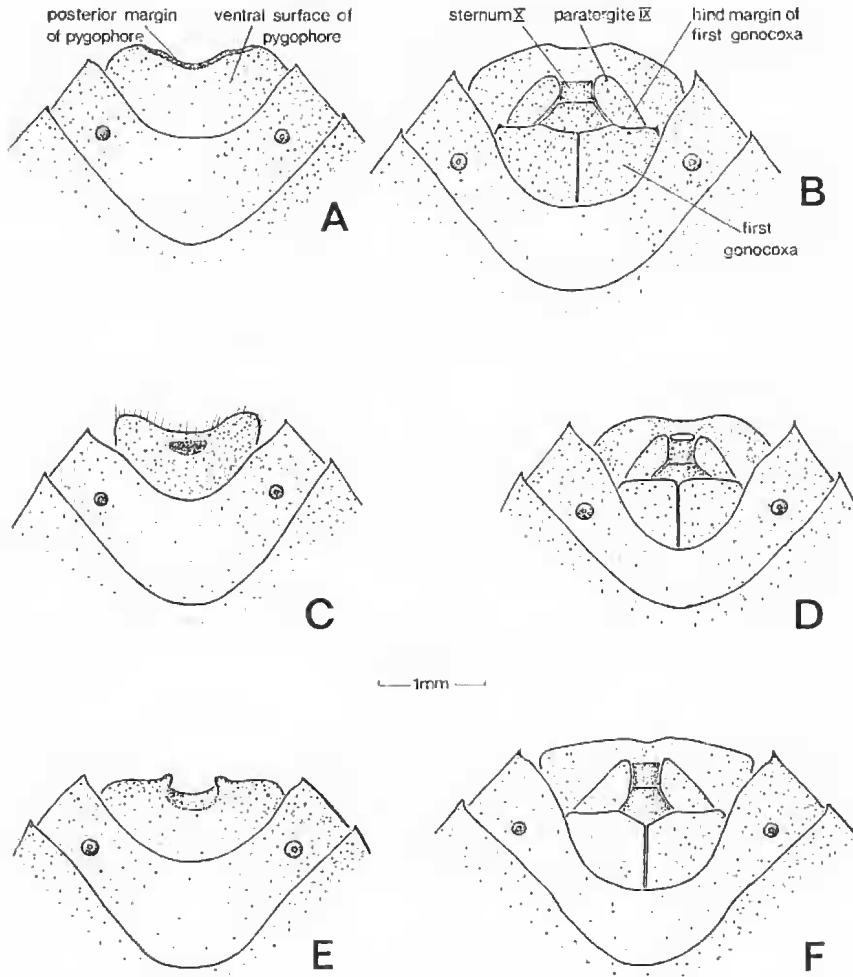 posterior margin
of pygophore
ventral surface of
pygophore
A
sternum X
paratergite IX
hind margin of
first gonocoxa
first
gonocoxa
B
C
D
1mm
E
F